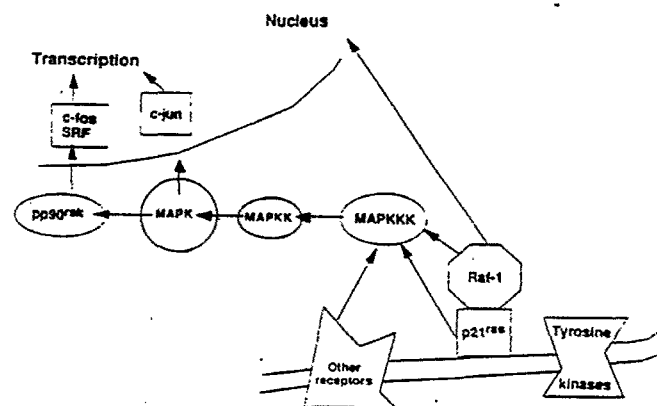 Nucleus
Transcription
c-fos
SRF
c-jun
pp90rsk
MAPK
MAPKK
MAPKKK
Raf-1
p21ras
Tyrosine
kinases
Other
receptors